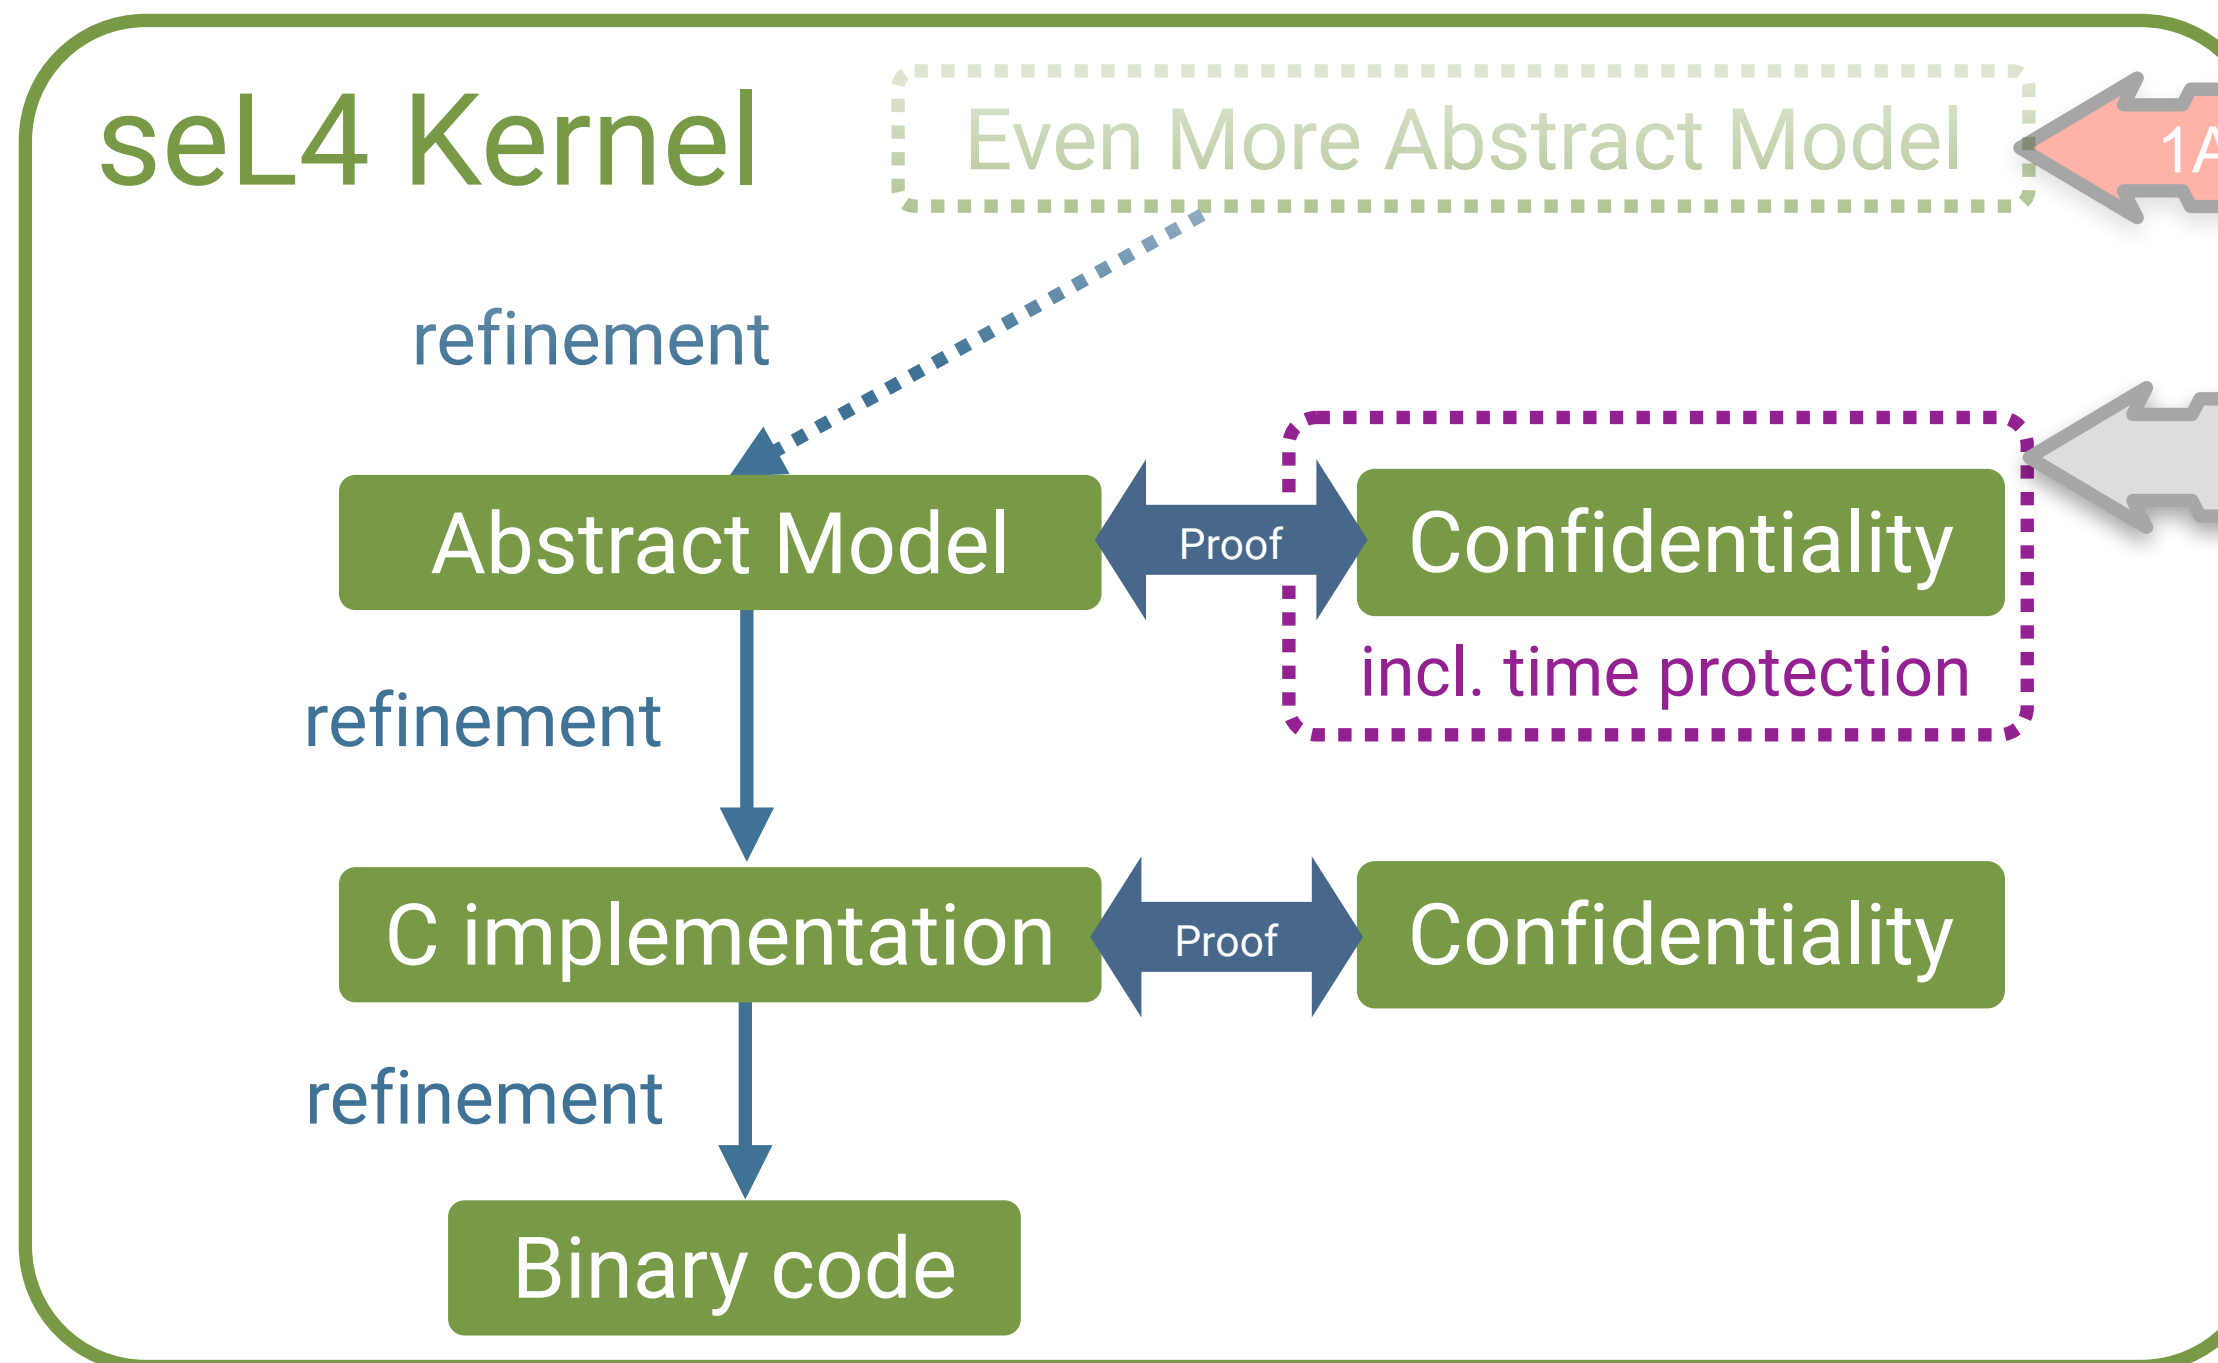 seL4 Kernel
Even More Abstract Model
1A
refinement
Abstract Model
Proof
Confidentiality
incl. time protection
refinement
C implementation
Proof
Confidentiality
refinement
Binary code